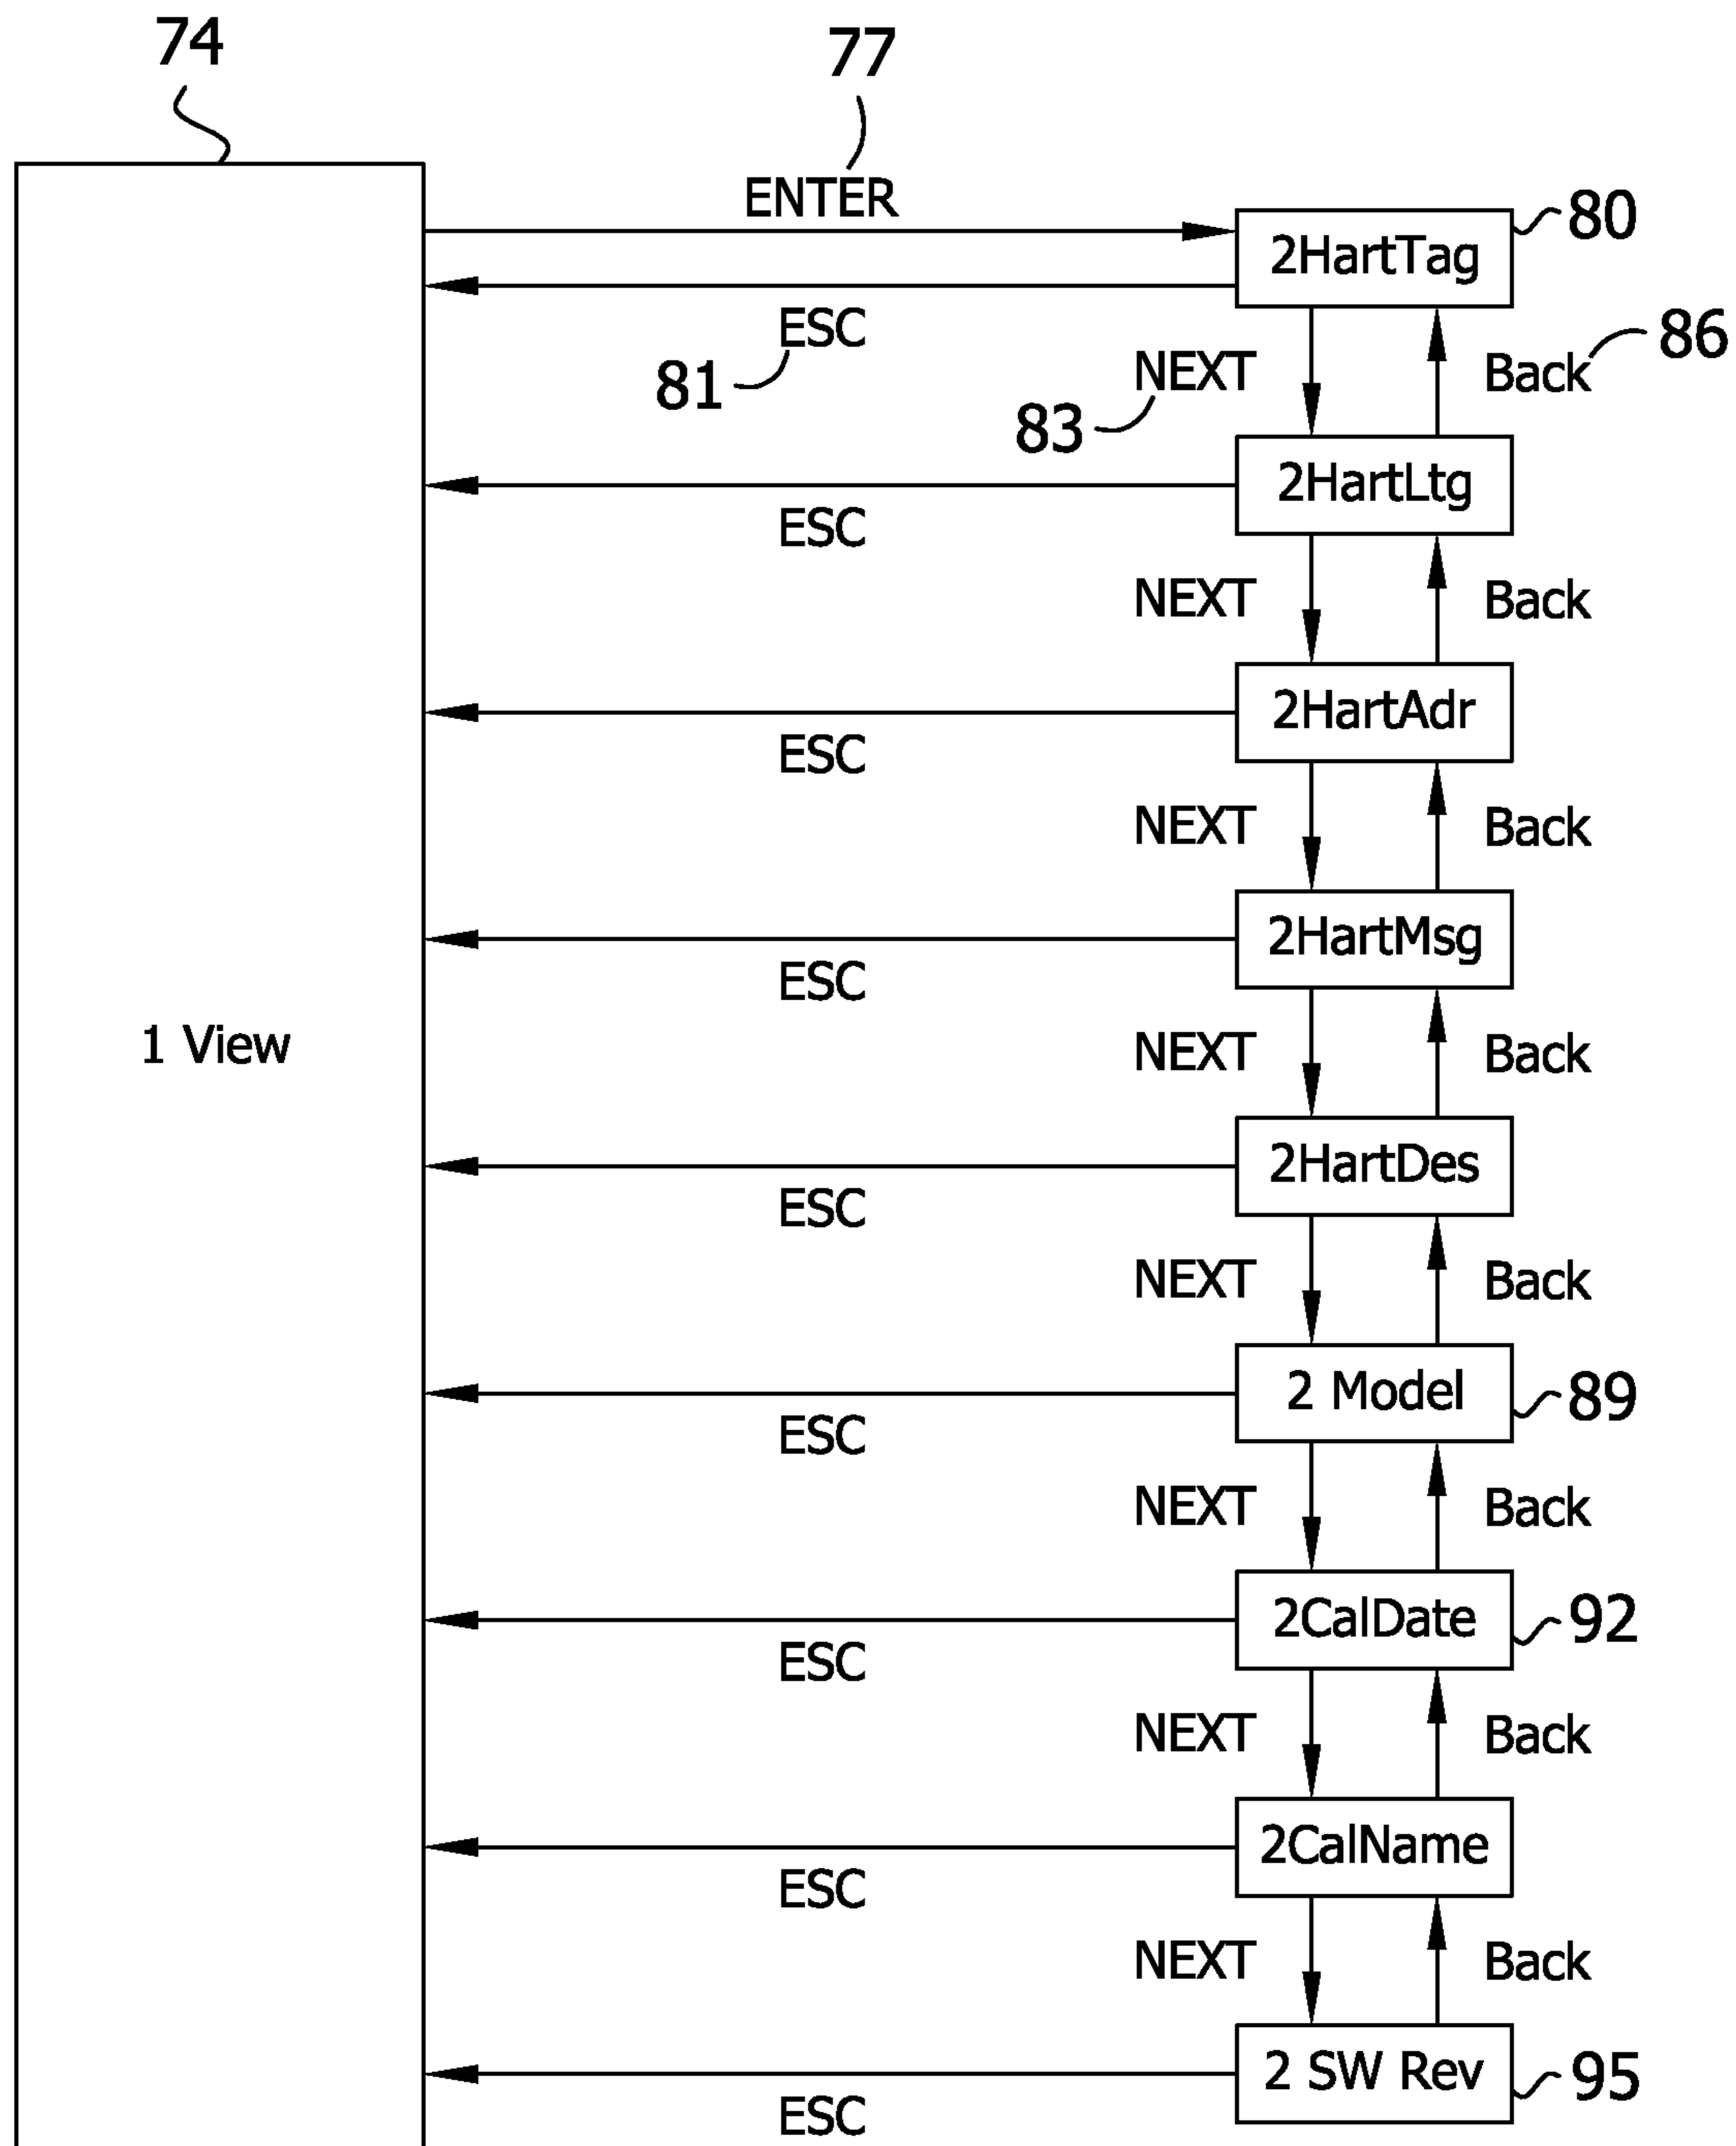 74
77
ENTER
80
2HartTag
ESC
81
NEXT
83
Back
86
2HartLtg
ESC
NEXT
Back
2HartAdr
ESC
NEXT
Back
2HartMsg
ESC
1 View
NEXT
Back
2HartDes
ESC
NEXT
Back
2 Model
89
ESC
NEXT
Back
2CalDate
92
ESC
NEXT
Back
2CalName
ESC
NEXT
Back
2 SW Rev
95
ESC